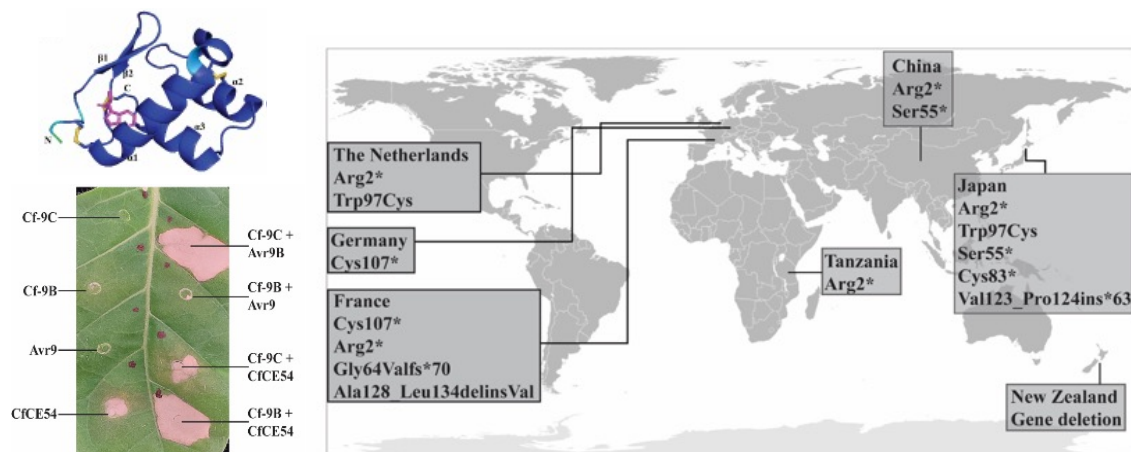 β1
β2
C
α2
N
α3
α1
Cf-9C
Cf-9B
Avr9
CfCE54
Cf-9C +
Avr9B
Cf-9B +
Avr9
Cf-9C +
CfCE54
Cf-9B +
CfCE54
The Netherlands
Arg2*
Trp97Cys
Germany
Cys107*
France
Cys107*
Arg2*
Gly64Valfs*70
Ala128_Leu134delinsVal
China
Arg2*
Ser55*
Tanzania
Arg2*
Japan
Arg2*
Trp97Cys
Ser55*
Cys83*
Val123_Pro124ins*63
New Zealand
Gene deletion